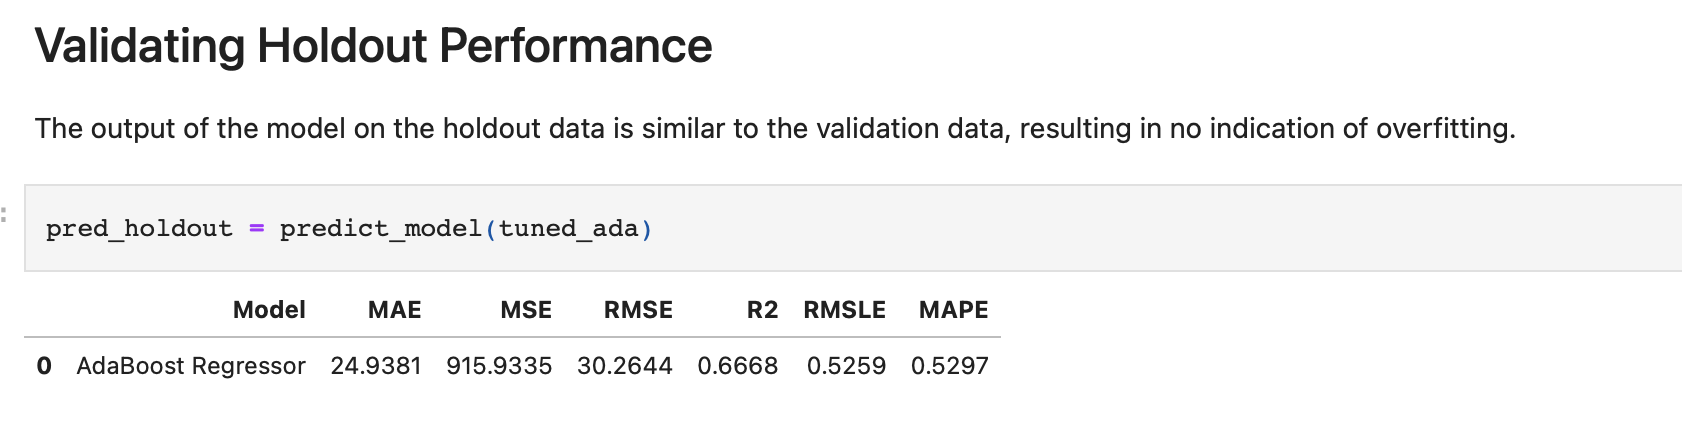 Validating Holdout Performance
The output of the model on the holdout data is similar to the validation data, resulting in no indication of overfitting.
:
pred_holdout = predict_model(tuned_ada)
Model MAE MSE RMSE R2 RMSLE MAPE
0 AdaBoost Regressor 24.9381 915.9335 30.2644 0.6668 0.5259 0.5297